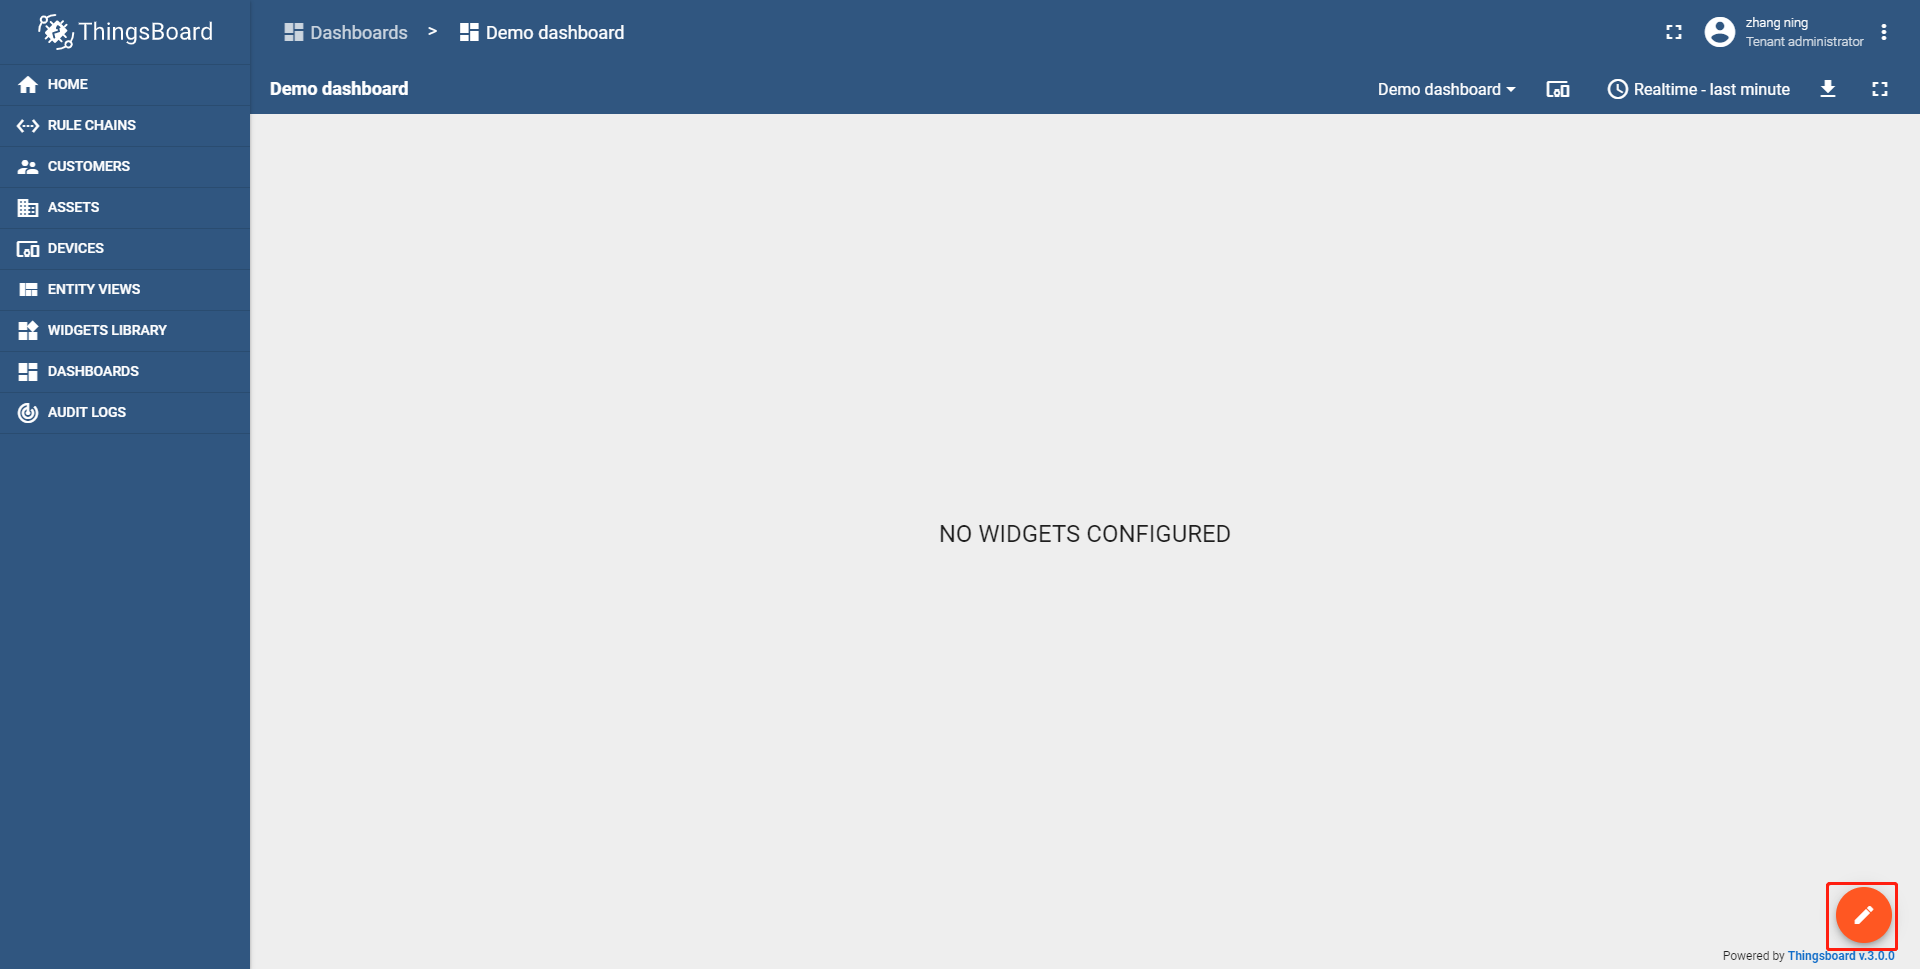 ThingsBoard
Dashboards > Demo dashboard
zhang ning
Tenant administrator
Demo dashboard
Demo dashboard
Realtime - last minute
HOME
RULE CHAINS
CUSTOMERS
ASSETS
DEVICES
ENTITY VIEWS
WIDGETS LIBRARY
DASHBOARDS
AUDIT LOGS
NO WIDGETS CONFIGURED
Powered by Thingsboard v.3.0.0